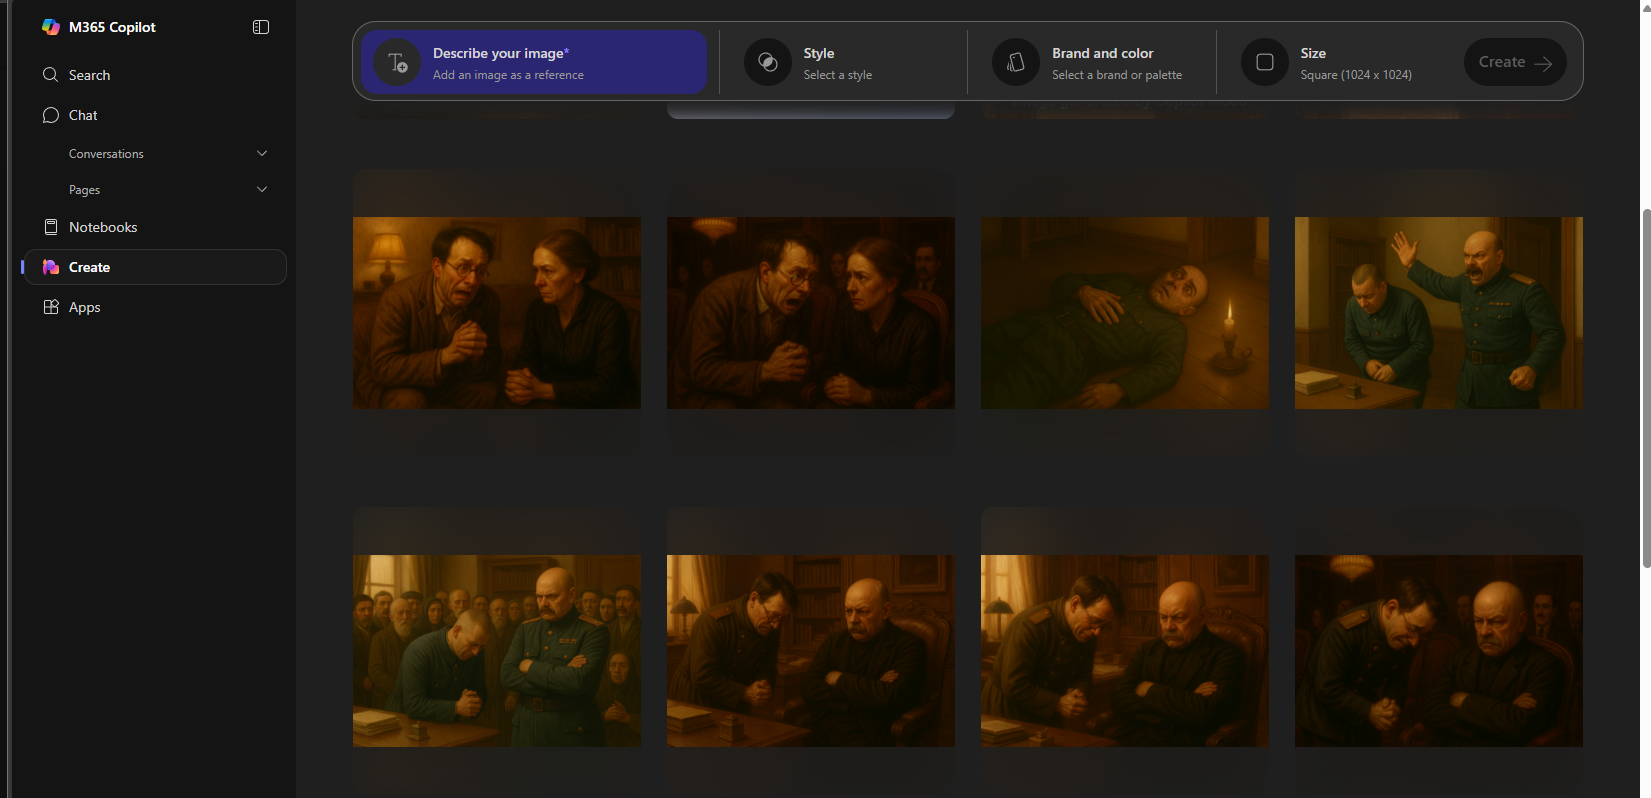 M365 Copilot
Search
Chat
Conversations
Pages
Notebooks
Create
Apps
Describe your image*
Add an image as a reference
Style
Select a style
Brand and color
Select a brand or palette
Size
Square (1024 x 1024)
Create